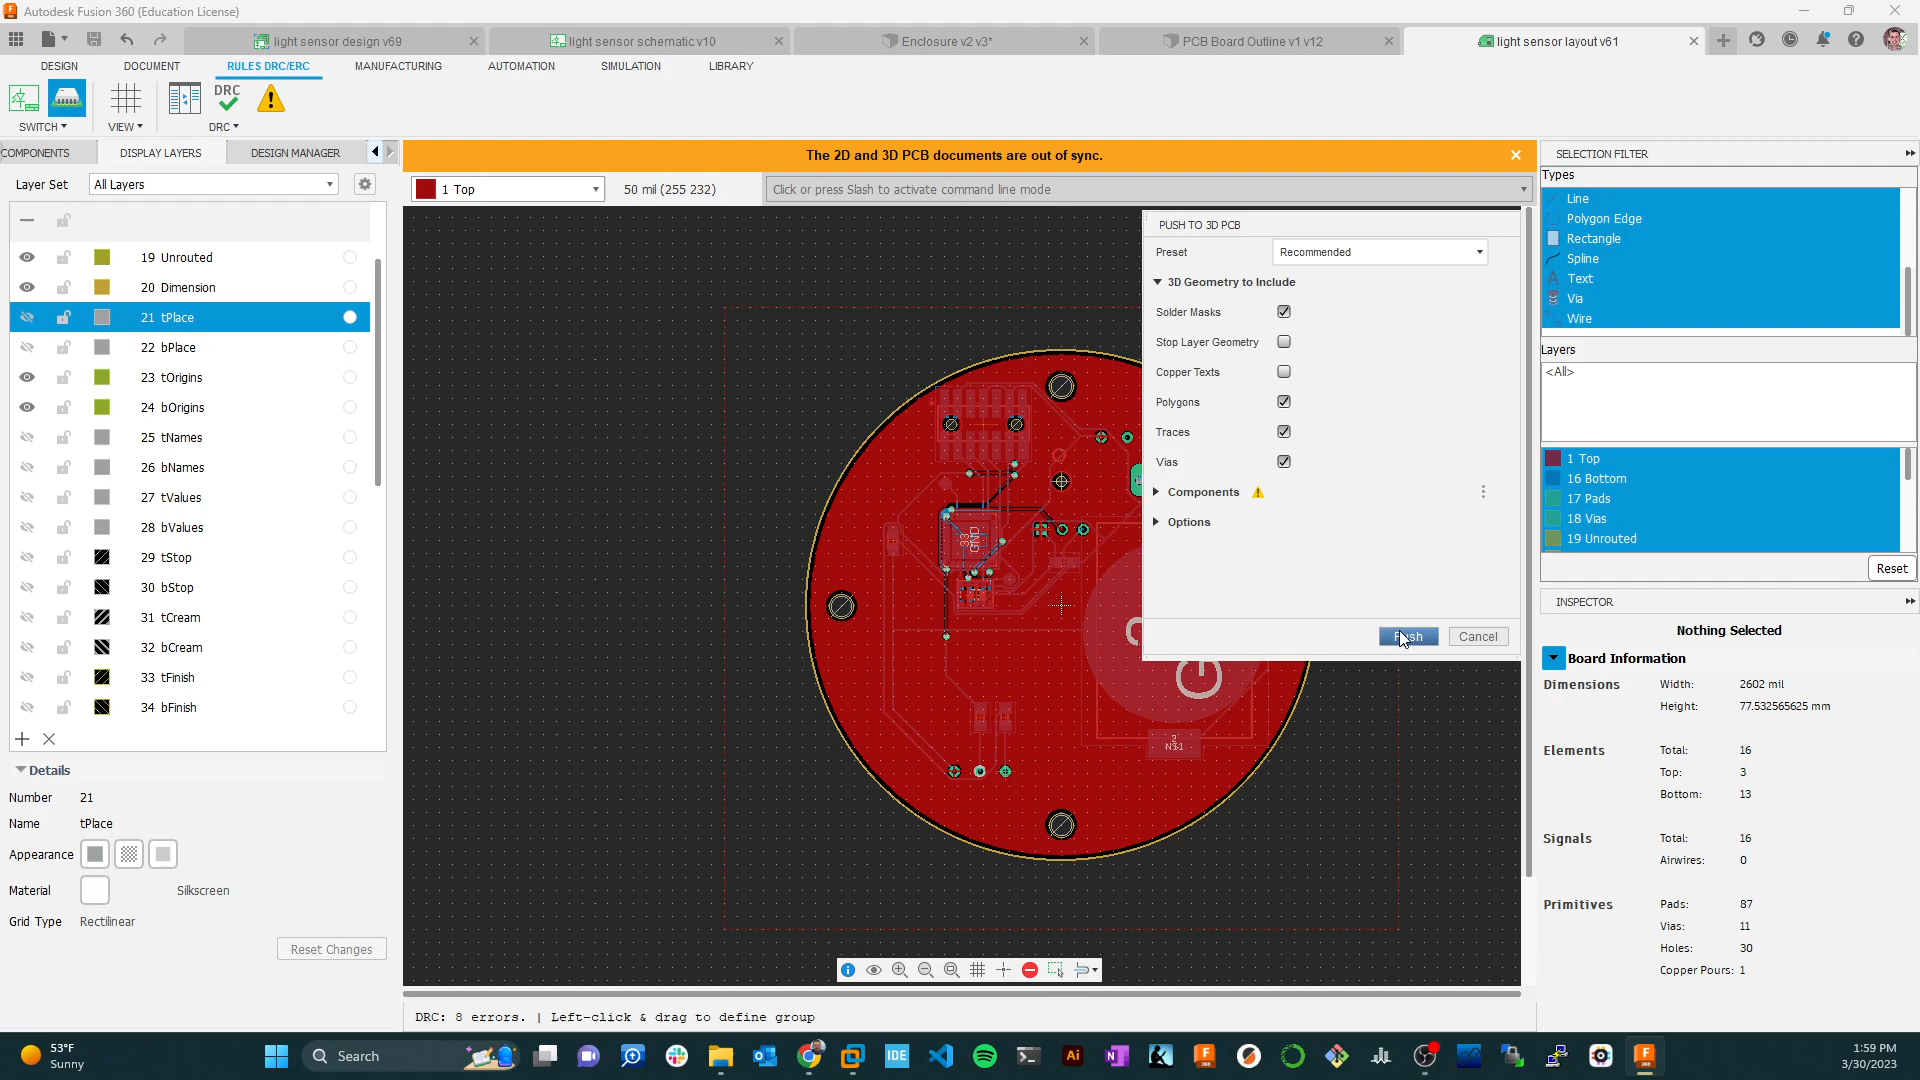 Autodesk Fusion 360 (Education License)
light sensor design v69
light sensor schematic v10
Enclosure v2 v3*
PCB Board Outline v1 v12
light sensor layout v61
DESIGN
DOCUMENT
RULES DRC/ERC
MANUFACTURING
AUTOMATION
SIMULATION
LIBRARY
DRC
SWITCH
VIEW
DRC
COMPONENTS
DISPLAY LAYERS
DESIGN MANAGER
The 2D and 3D PCB documents are out of sync.
SELECTION FILTER
Layer Set
All Layers
1 Top
50 mil (255 232)
Click or press Slash to activate command line mode
Types
Line
Polygon Edge
Rectangle
Spline
Text
Via
Wire
Layers
<All>
1 Top
16 Bottom
17 Pads
18 Vias
19 Unrouted
Reset
19 Unrouted
20 Dimension
21 tPlace
22 bPlace
23 tOrigins
24 bOrigins
25 tNames
26 bNames
27 tValues
28 bValues
29 tStop
30 bStop
31 tCream
32 bCream
33 tFinish
34 bFinish
PUSH TO 3D PCB
Preset
Recommended
3D Geometry to Include
Solder Masks
Stop Layer Geometry
Copper Texts
Polygons
Traces
Vias
Components
Options
Push
Cancel
33
GND
2
N$1
INSPECTOR
Nothing Selected
Board Information
Dimensions
Width:
2602 mil
Height:
77.532565625 mm
Elements
Total:
16
Top:
3
Bottom:
13
Signals
Total:
16
Airwires:
0
Primitives
Pads:
87
Vias:
11
Holes:
30
Copper Pours: 1
Details
Number
21
Name
tPlace
Appearance
Material
Silkscreen
Grid Type
Rectilinear
Reset Changes
DRC: 8 errors. | Left-click & drag to define group
53°F
Sunny
Search
IDE
Ai
1:59 PM
3/30/2023